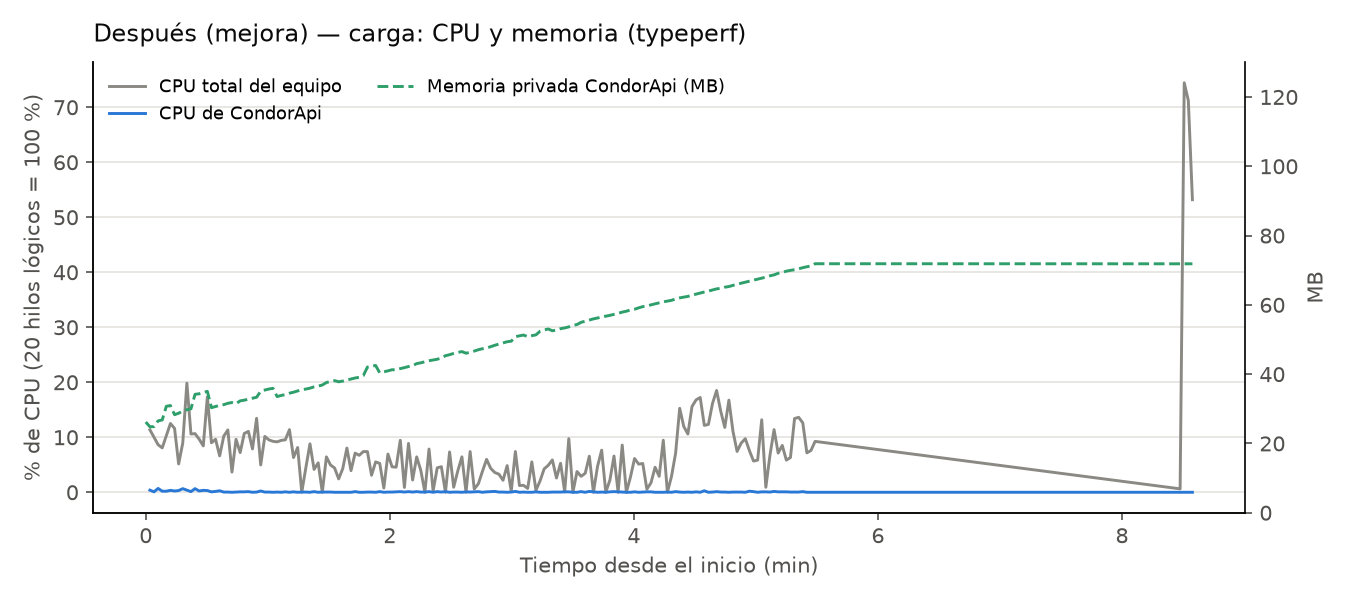 Después (mejora) — carga: CPU y memoria (typeperf)
CPU total del equipo
CPU de CondorApi
Memoria privada CondorApi (MB)
% de CPU (20 hilos lógicos = 100 %)
70
60
50
40
30
20
10
0
120
100
80
60
40
20
0
MB
0
2
4
6
8
Tiempo desde el inicio (min)